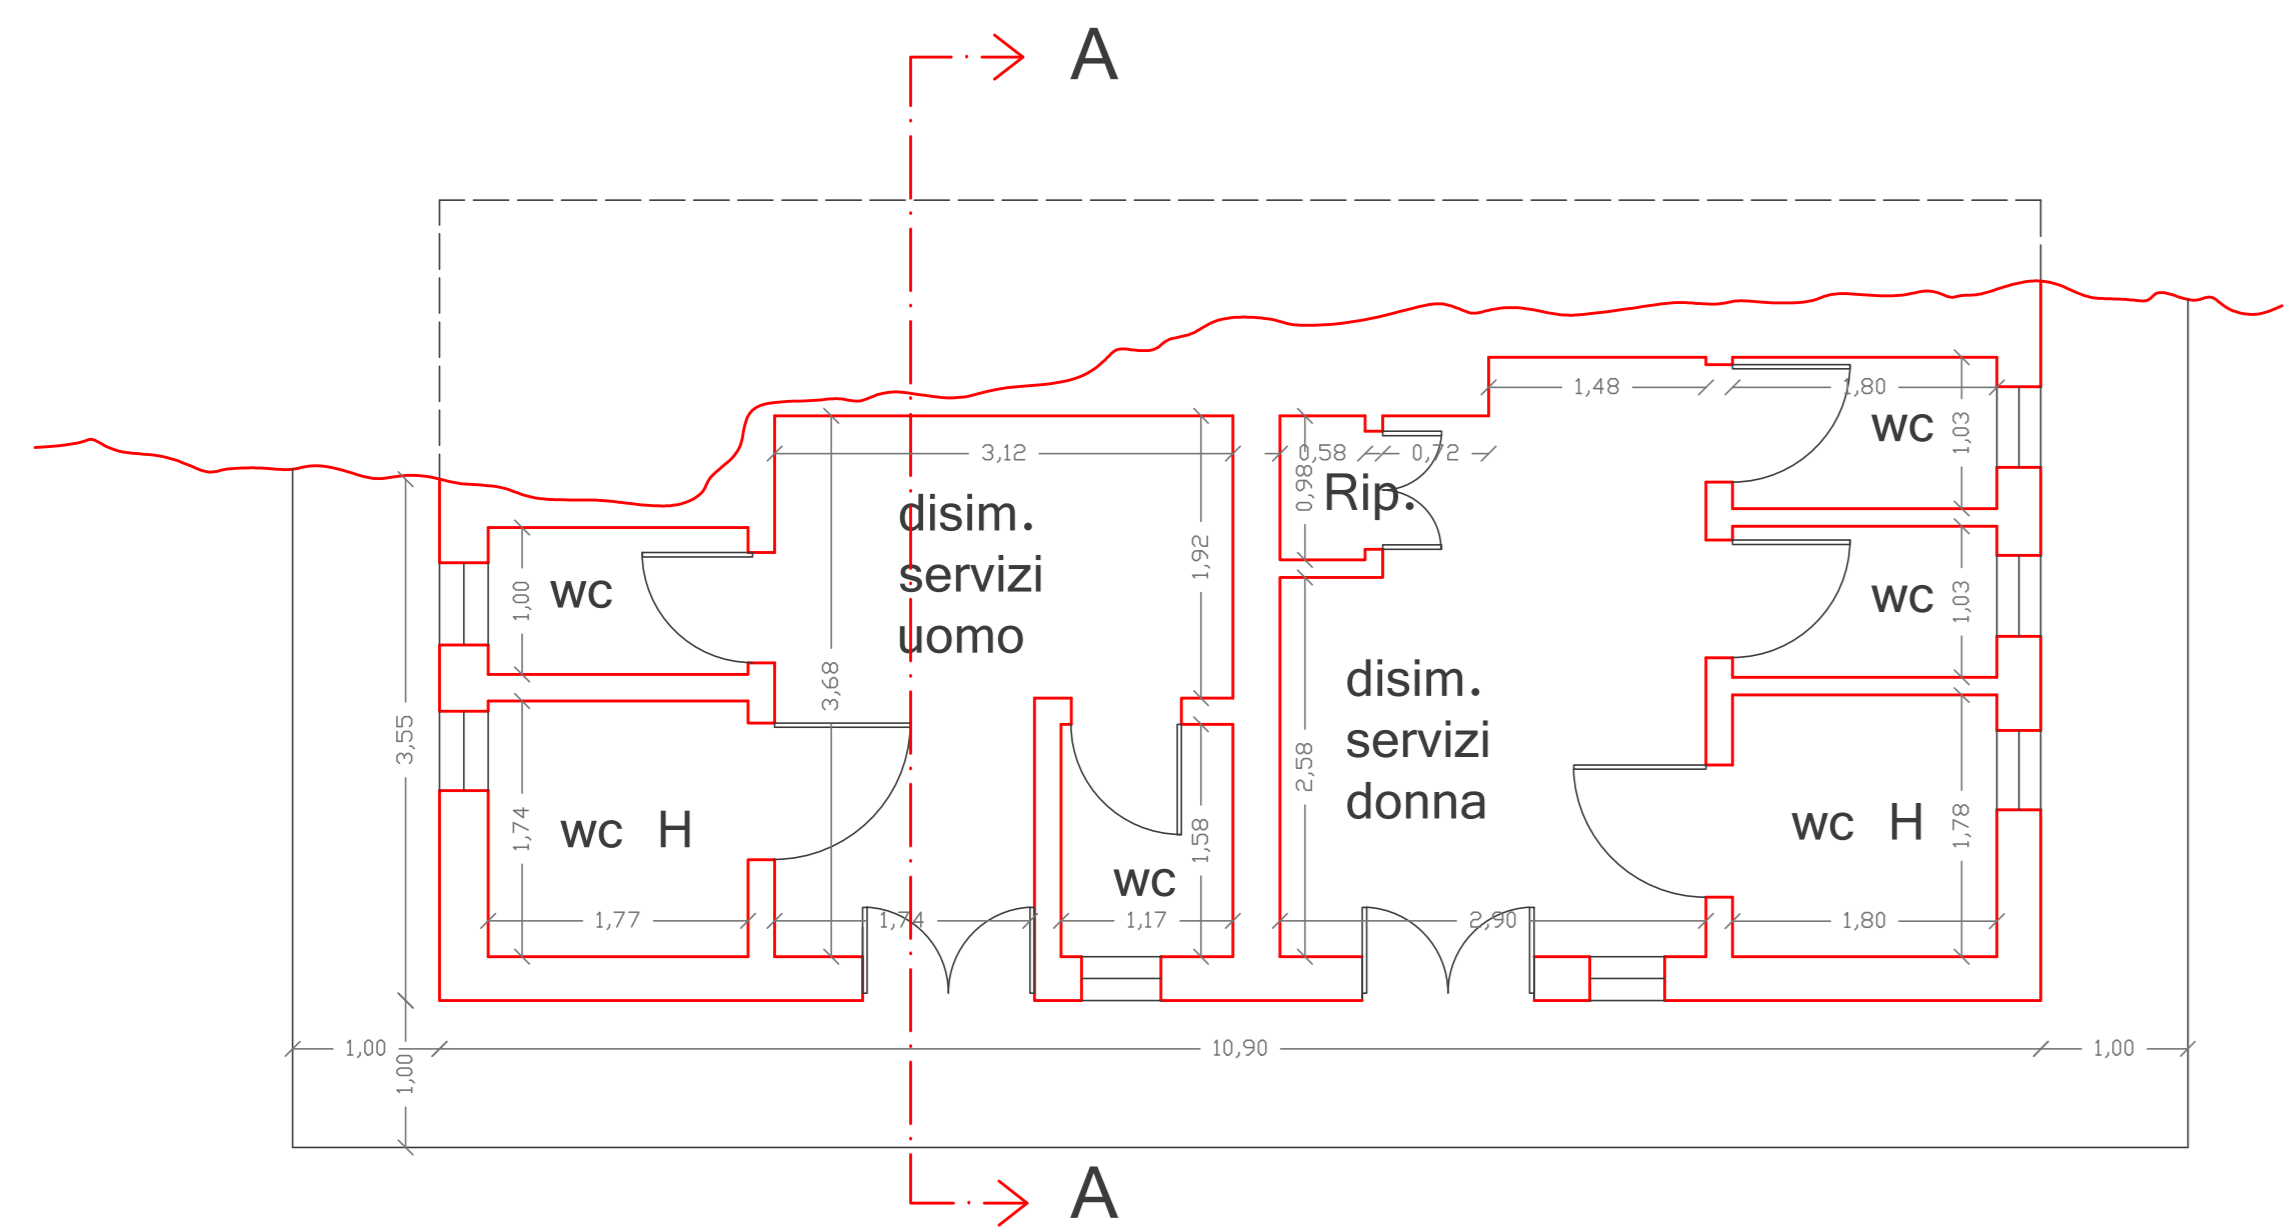 A
1,48
1,80
wc
1,03
3,12
0,58
0,72
0,98
Rip.
disim.
servizi
uomo
1,92
1,00
wc
wc
1,03
3,68
disim.
servizi
donna
3,55
2,58
1,74
wc H
1,58
wc
wc H
1,78
1,77
1,74
1,17
2,90
1,80
1,00
1,00
10,90
1,00
A